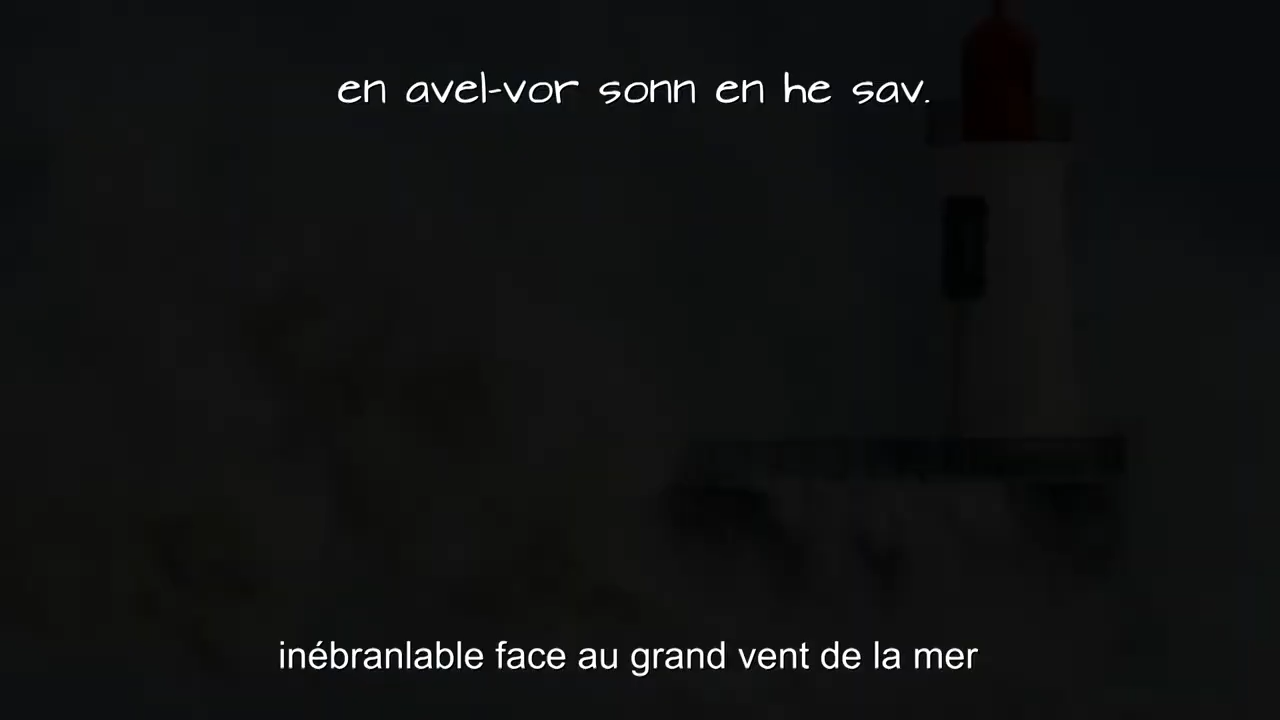 en avel-vor sonn en he sav.
inébranlable face au grand vent de la mer